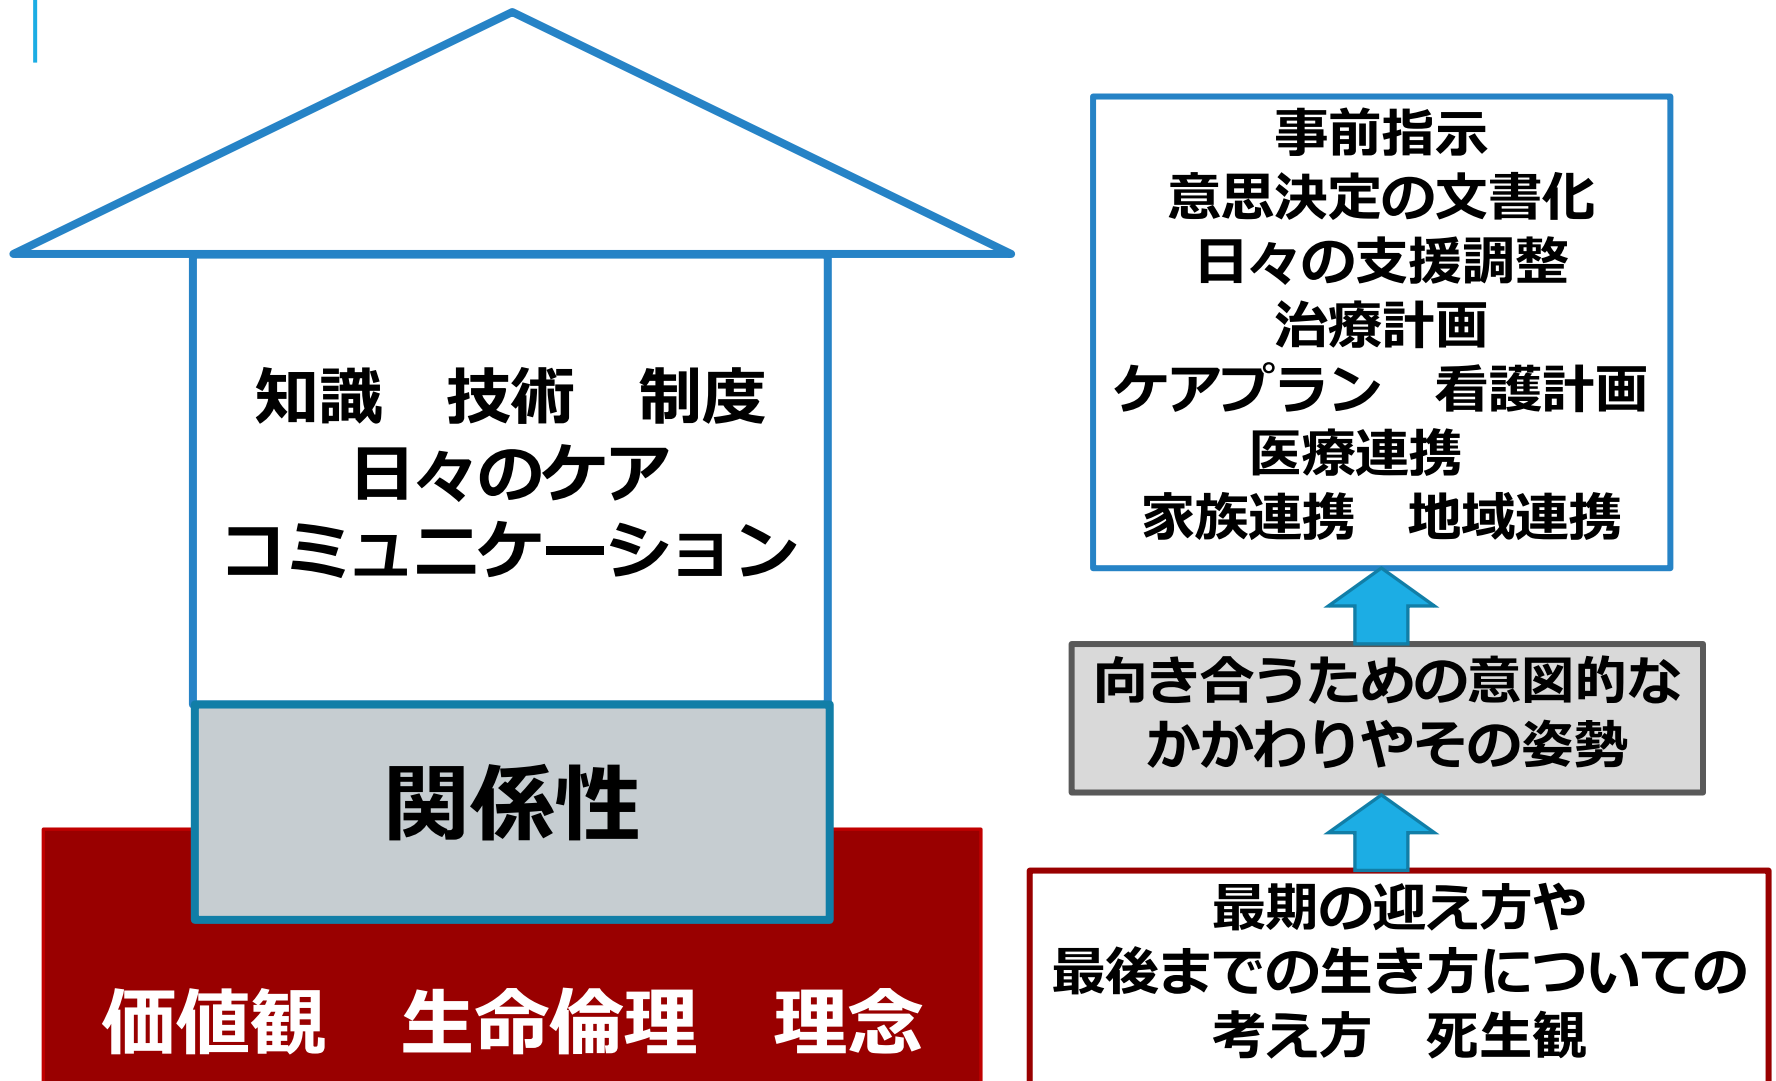 知識　技術　制度
日々のケア
コミュニケーション
関係性
価値観　生命倫理　理念
事前指示
意思決定の文書化
日々の支援調整
治療計画
ケアプラン　看護計画
医療連携
家族連携　地域連携
向き合うための意図的な
かかわりやその姿勢
最期の迎え方や
最後までの生き方についての
考え方　死生観